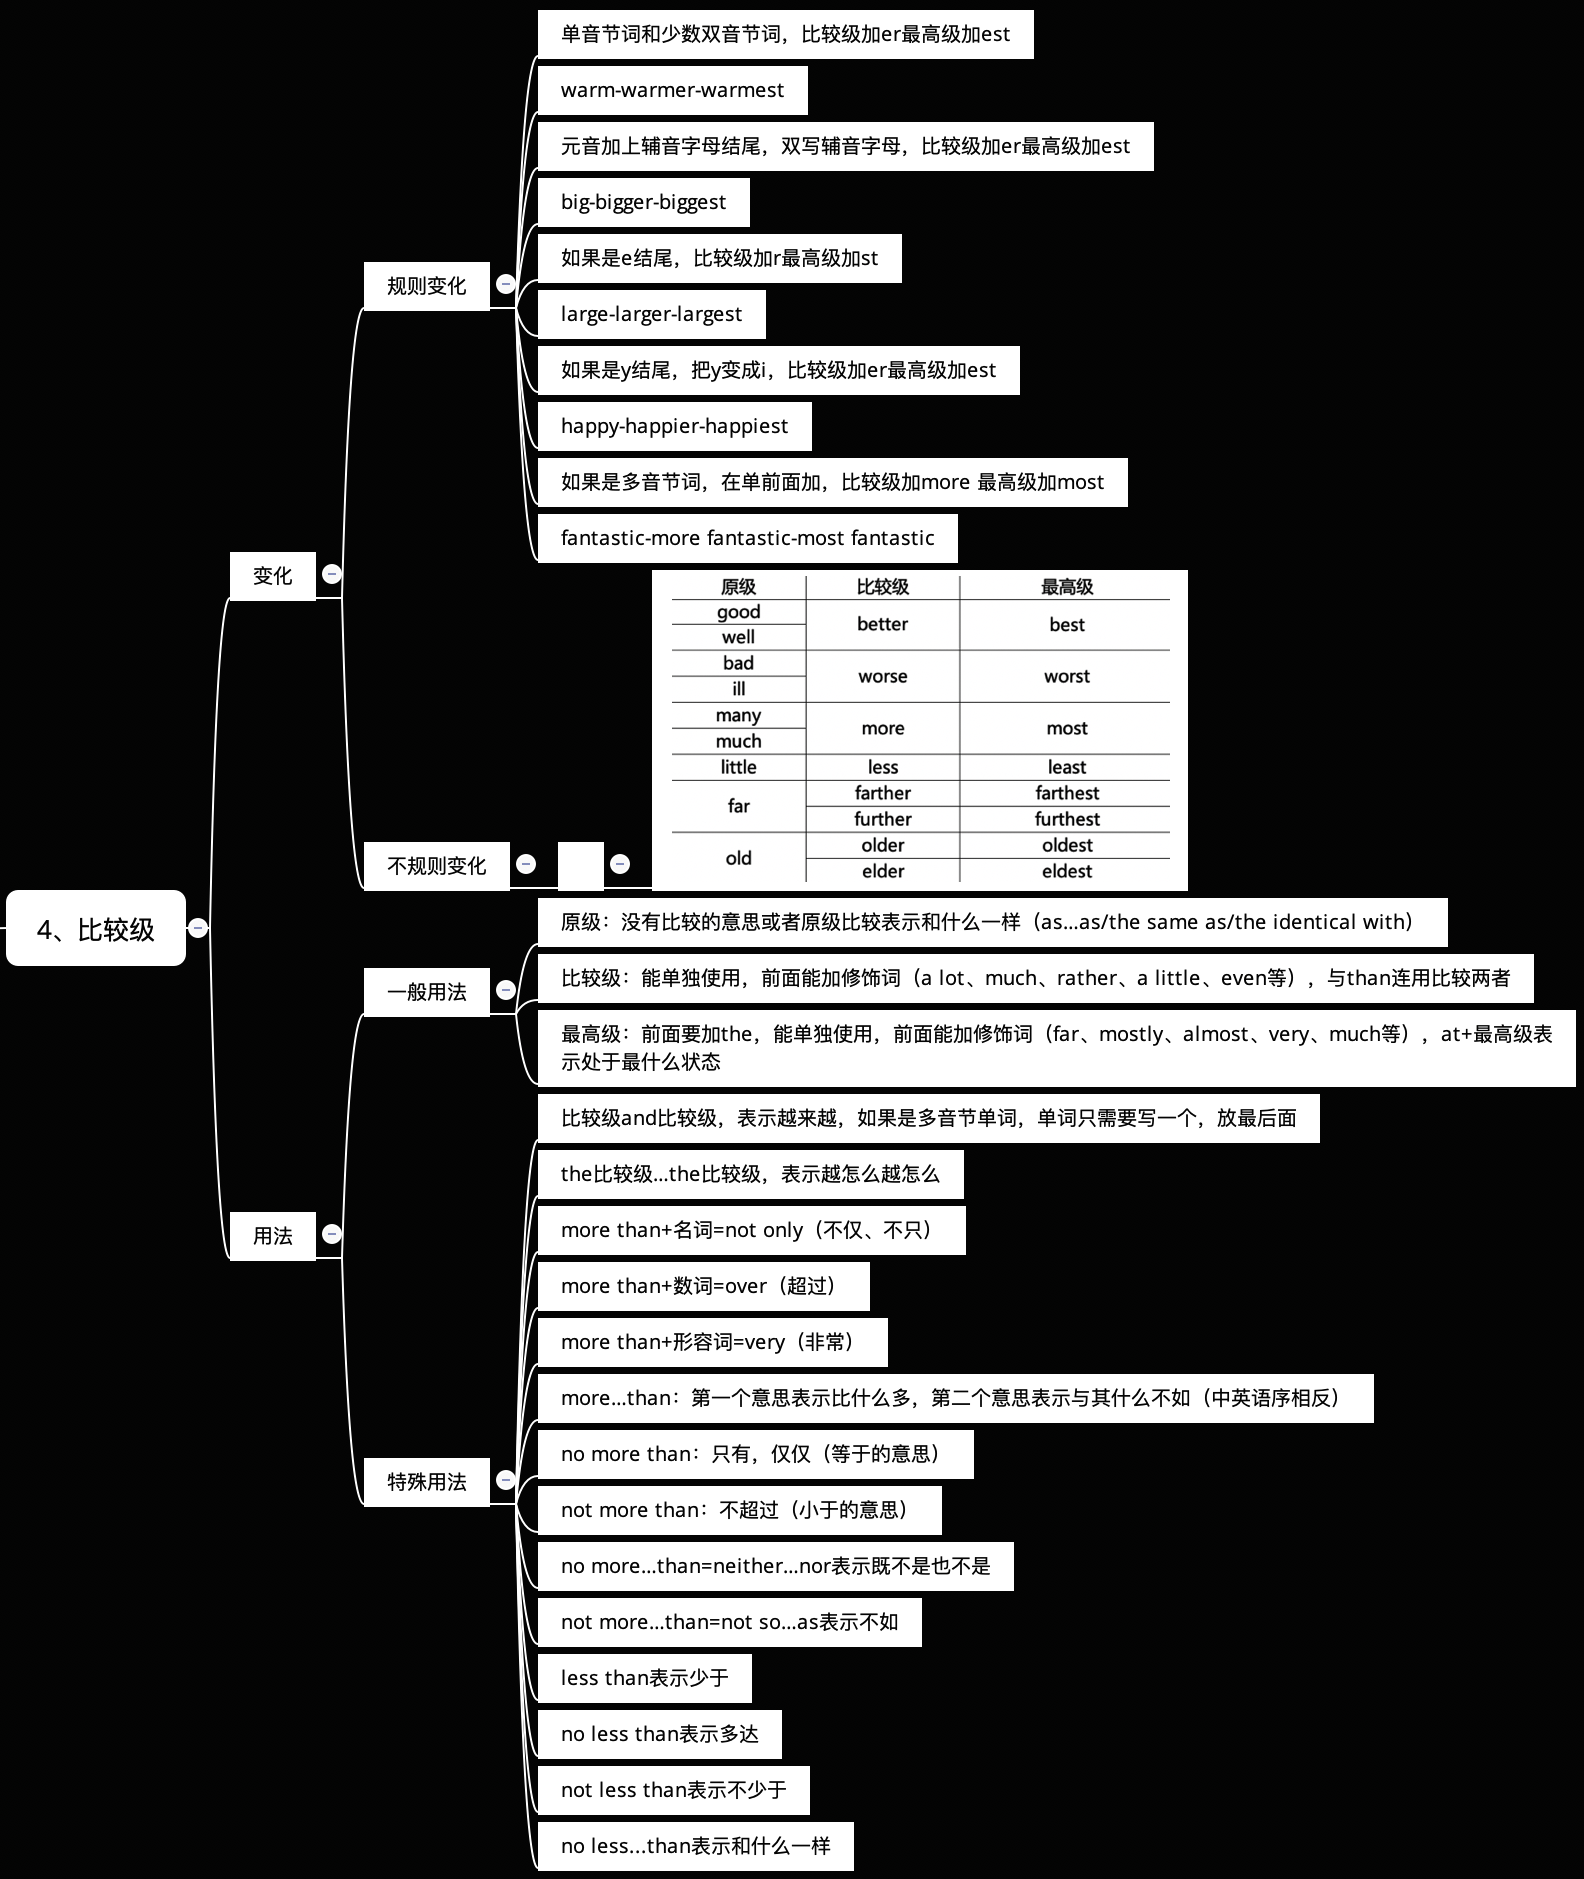 4、比较级
变化
规则变化
单音节词和少数双音节词，比较级加er最高级加est
warm-warmer-warmest
元音加上辅音字母结尾，双写辅音字母，比较级加er最高级加est
big-bigger-biggest
如果是e结尾，比较级加r最高级加st
large-larger-largest
如果是y结尾，把y变成i，比较级加er最高级加est
happy-happier-happiest
如果是多音节词，在单前面加，比较级加more 最高级加most
fantastic-more fantastic-most fantastic
不规则变化
原级 比较级 最高级
good
better best
well
bad
worse worst
ill
many
more most
much
little less least
far
farther farthest
further furthest
old
older oldest
elder eldest
用法
一般用法
原级：没有比较的意思或者原级比较表示和什么一样（as...as/the same as/the identical with）
比较级：能单独使用，前面能加修饰词（a lot、much、rather、a little、even等），与than连用比较两者
最高级：前面要加the，能单独使用，前面能加修饰词（far、mostly、almost、very、much等），at+最高级表
示处于最什么状态
特殊用法
比较级and比较级，表示越来越，如果是多音节单词，单词只需要写一个，放最后面
the比较级...the比较级，表示越怎么越怎么
more than+名词=not only（不仅、不只）
more than+数词=over（超过）
more than+形容词=very（非常）
more...than：第一个意思表示比什么多，第二个意思表示与其什么不如（中英语序相反）
no more than：只有，仅仅（等于的意思）
not more than：不超过（小于的意思）
no more...than=neither...nor表示既不是也不是
not more...than=not so...as表示不如
less than表示少于
no less than表示多达
not less than表示不少于
no less...than表示和什么一样